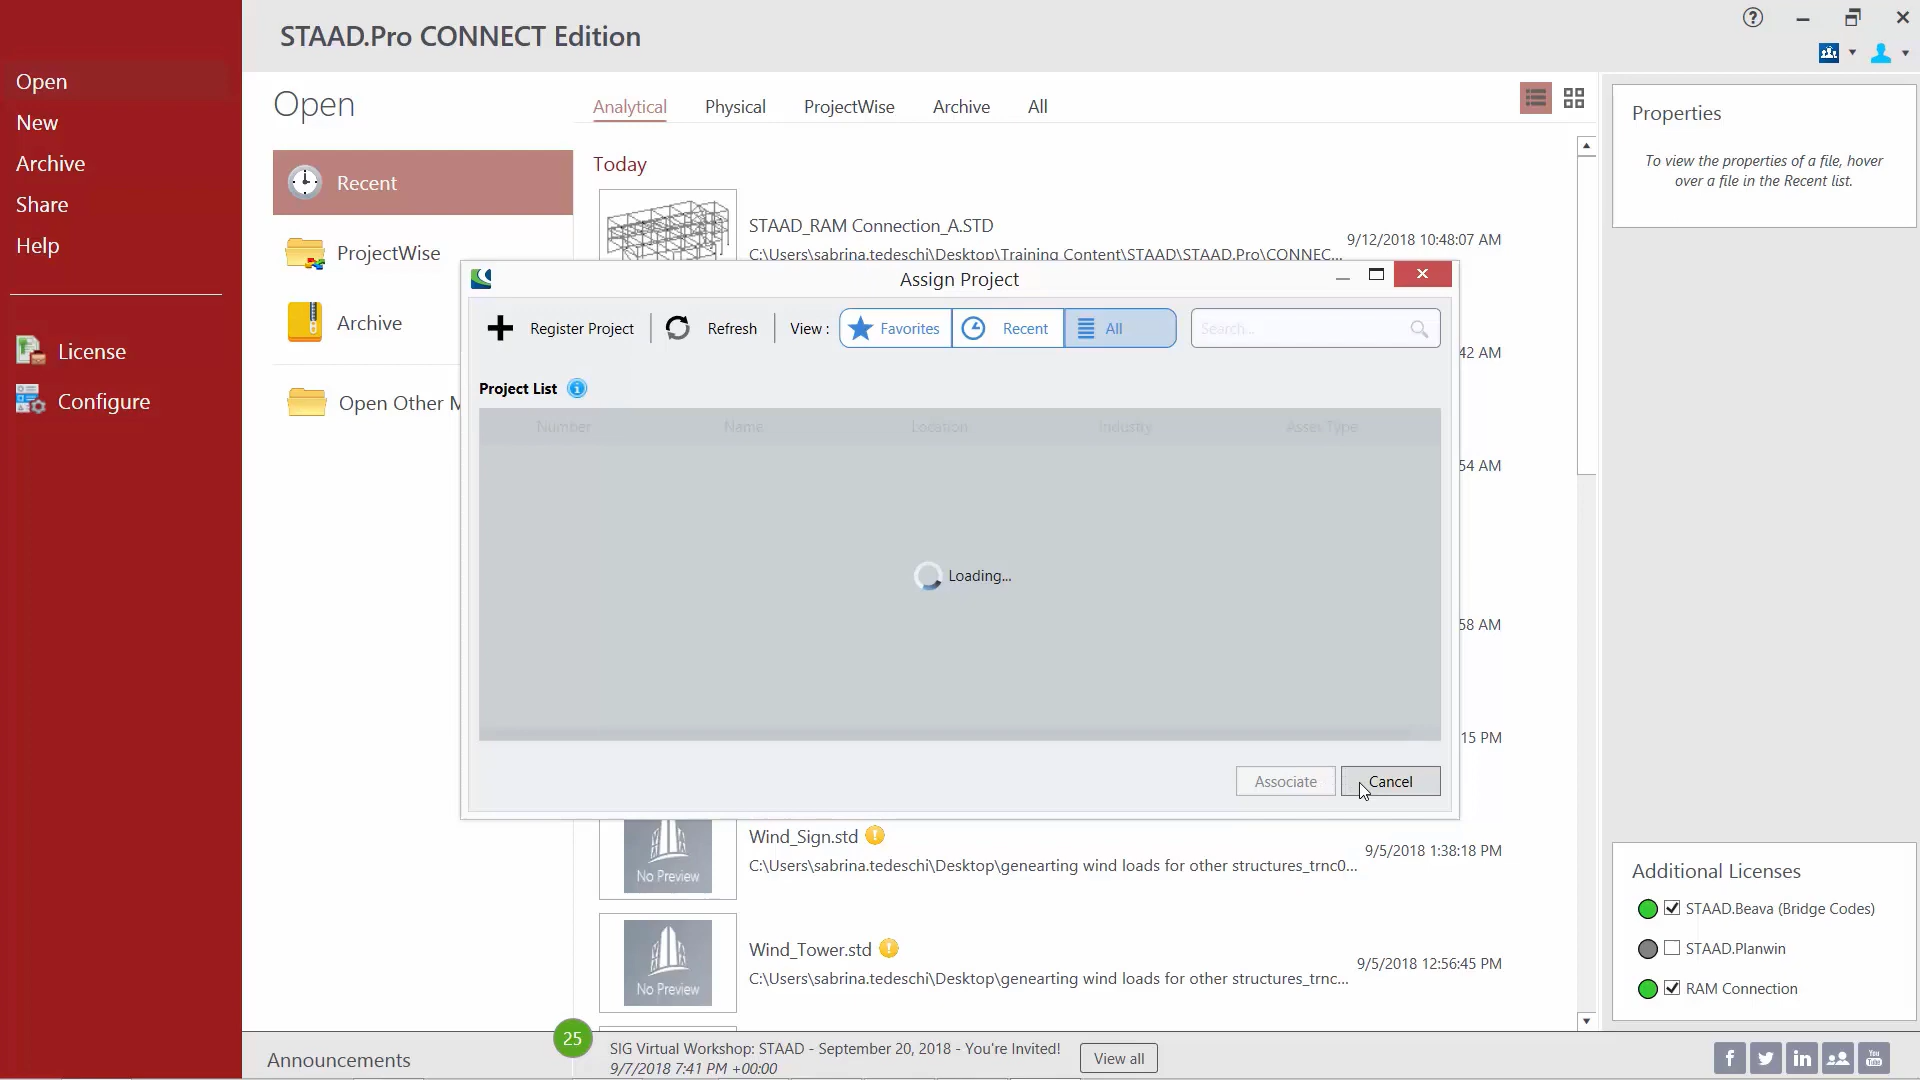 STAAD.Pro CONNECT Edition
Open
New
Archive
Share
Help
License
Configure
Open
Analytical
Physical
ProjectWise
Archive
All
Recent
ProjectWise
Archive
Open Other M
Today
STAAD_RAM Connection_A.STD
C:\Users\sabrina.tedeschi\Desktop\Training Content\STAAD\STAAD.Pro\CONNEC...
9/12/2018 10:48:07 AM
Assign Project
Register Project
Refresh
View :
Favorites
Recent
All
Search...
Project List
Number
Name
Location
Industry
Asset Type
Loading...
Associate
Cancel
42 AM
54 AM
58 AM
15 PM
Wind_Sign.std
C:\Users\sabrina.tedeschi\Desktop\genearting wind loads for other structures_trnc0...
9/5/2018 1:38:18 PM
No Preview
Wind_Tower.std
C:\Users\sabrina.tedeschi\Desktop\genearting wind loads for other structures_trnc...
9/5/2018 12:56:45 PM
No Preview
Properties
To view the properties of a file, hover
over a file in the Recent list.
Additional Licenses
STAAD.Beava (Bridge Codes)
STAAD.Planwin
RAM Connection
Announcements
25
SIG Virtual Workshop: STAAD - September 20, 2018 - You're Invited!
9/7/2018 7:41 PM +00:00
View all
You
Tube